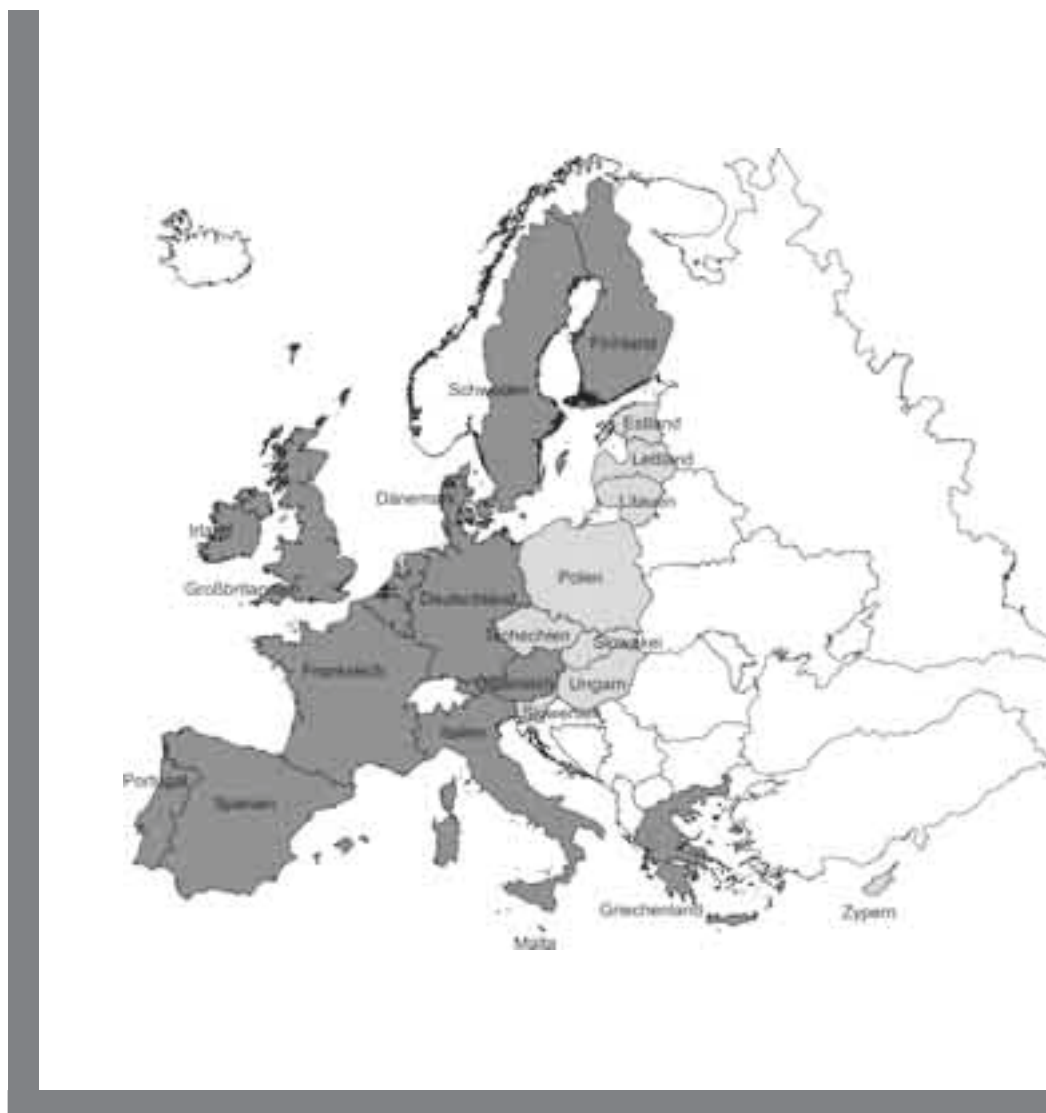 Finnland
Schweden
Estland
Lettland
Litauen
Dänemark
Irland
Polen
Großbritannien
Deutschland
Tschechien
Slowakei
Frankreich
Österreich
Ungarn
Slowenien
Italien
Portugal
Spanien
Griechenland
Zypern
Malta